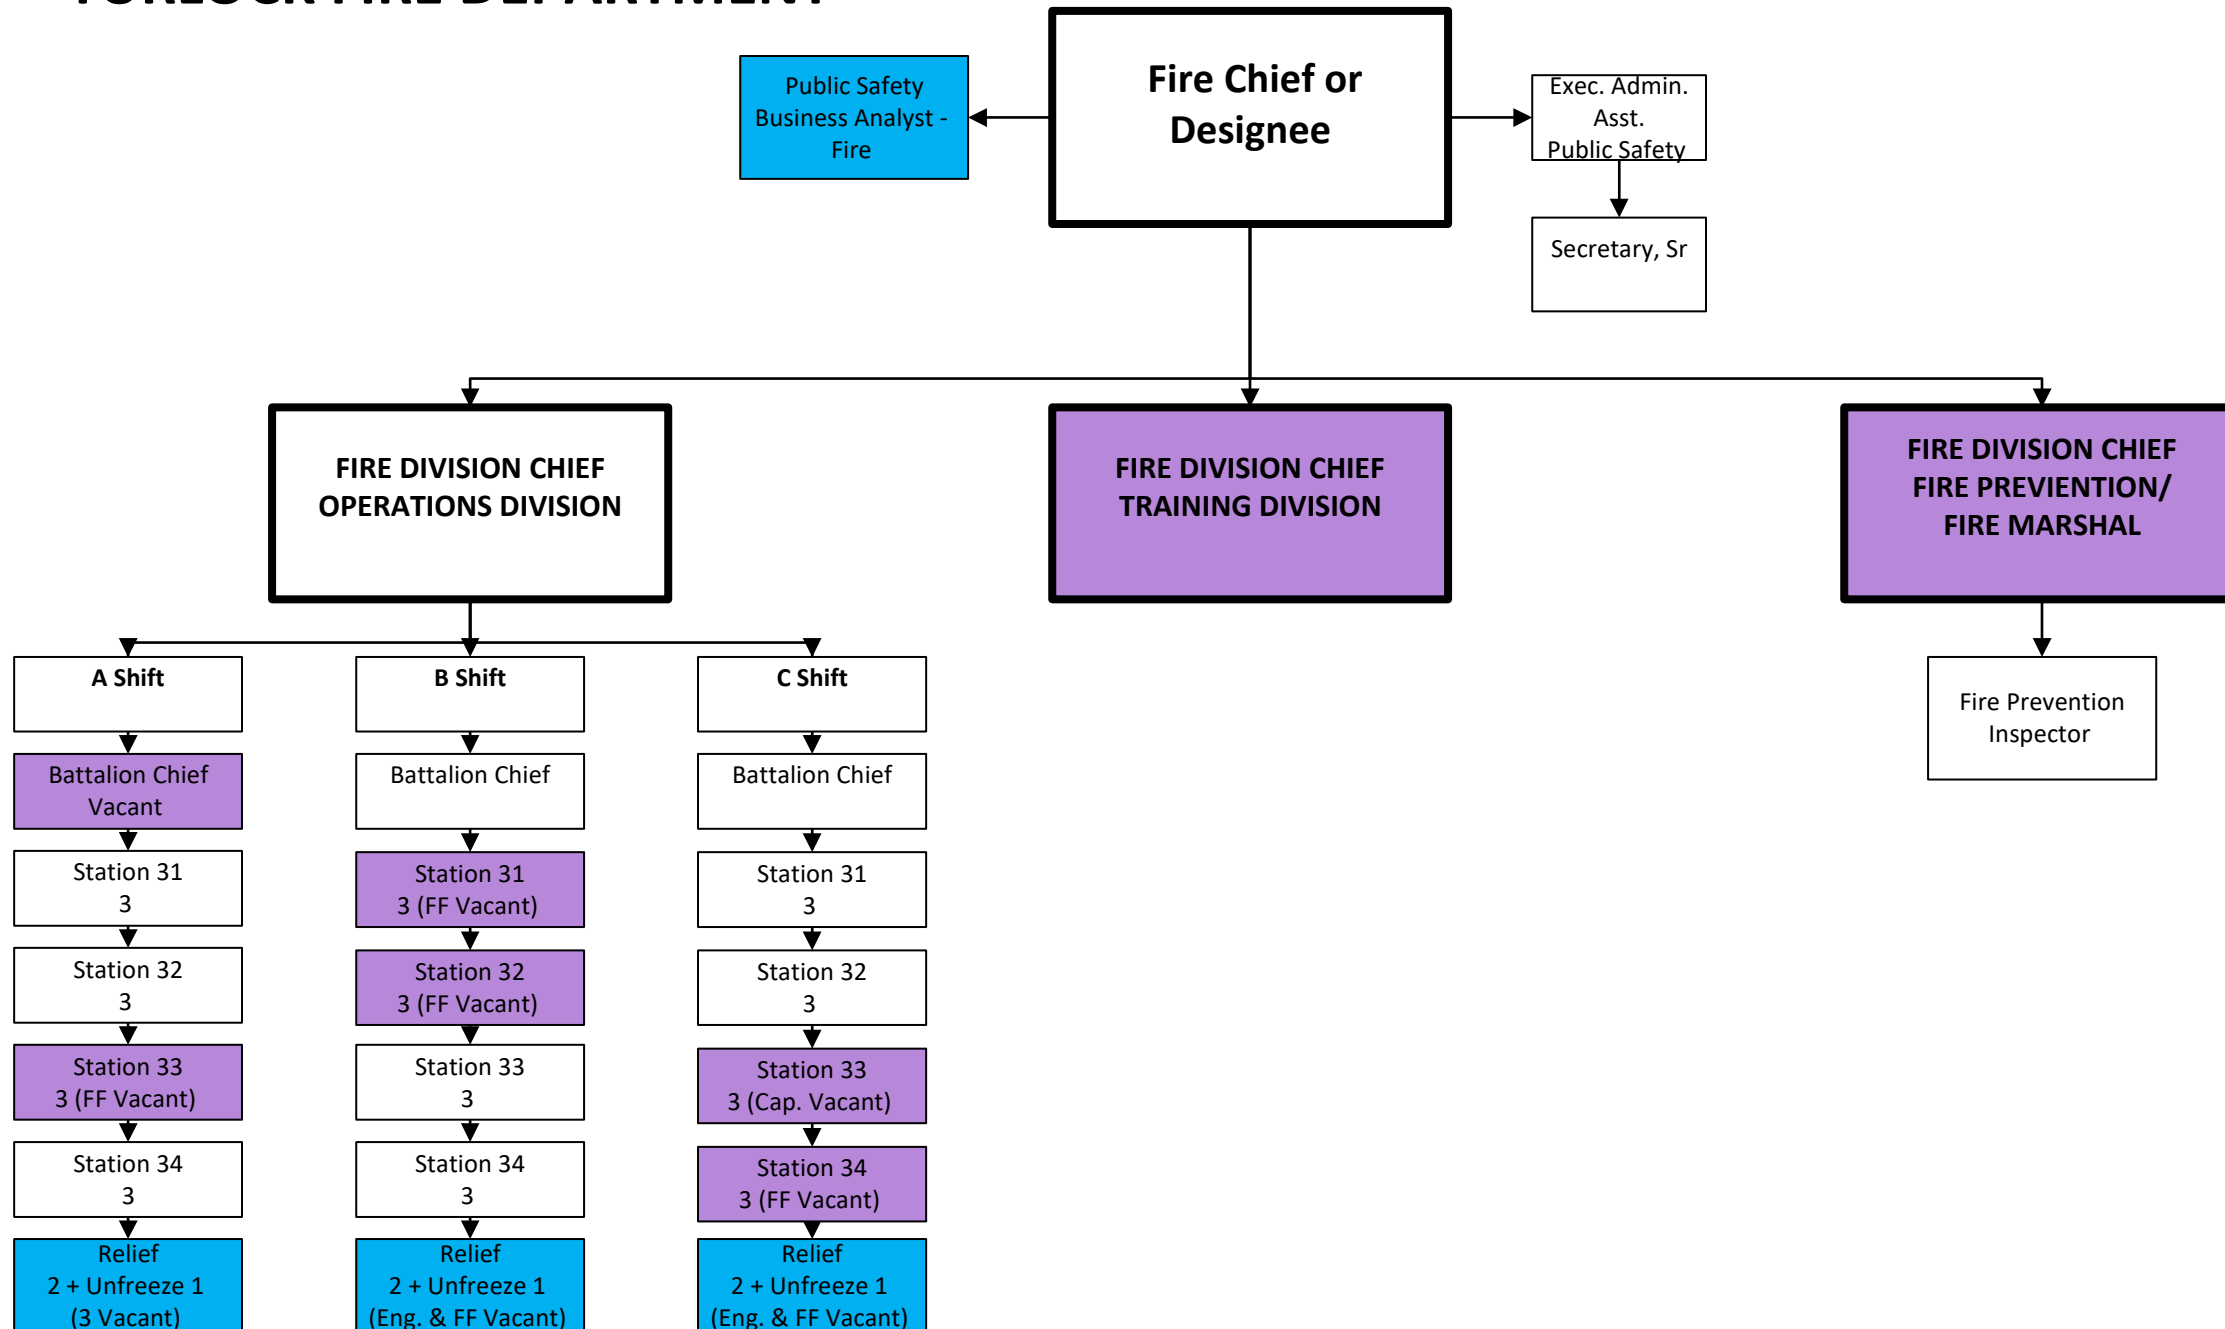 TURLOCK FIRE DEPARTMENT
Public Safety
Business Analyst -
Fire
Fire Chief or
Designee
Exec. Admin.
Asst.
Public Safety
Secretary, Sr
FIRE DIVISION CHIEF
OPERATIONS DIVISION
FIRE DIVISION CHIEF
TRAINING DIVISION
FIRE DIVISION CHIEF
FIRE PREVIENTION/
FIRE MARSHAL
A Shift
Battalion Chief
Vacant
Station 31
3
Station 32
3
Station 33
3 (FF Vacant)
Station 34
3
Relief
2 + Unfreeze 1
(3 Vacant)
B Shift
Battalion Chief
Station 31
3 (FF Vacant)
Station 32
3 (FF Vacant)
Station 33
3
Station 34
3
Relief
2 + Unfreeze 1
(Eng. & FF Vacant)
C Shift
Battalion Chief
Station 31
3
Station 32
3
Station 33
3 (Cap. Vacant)
Station 34
3 (FF Vacant)
Relief
2 + Unfreeze 1
(Eng. & FF Vacant)
Fire Prevention
Inspector